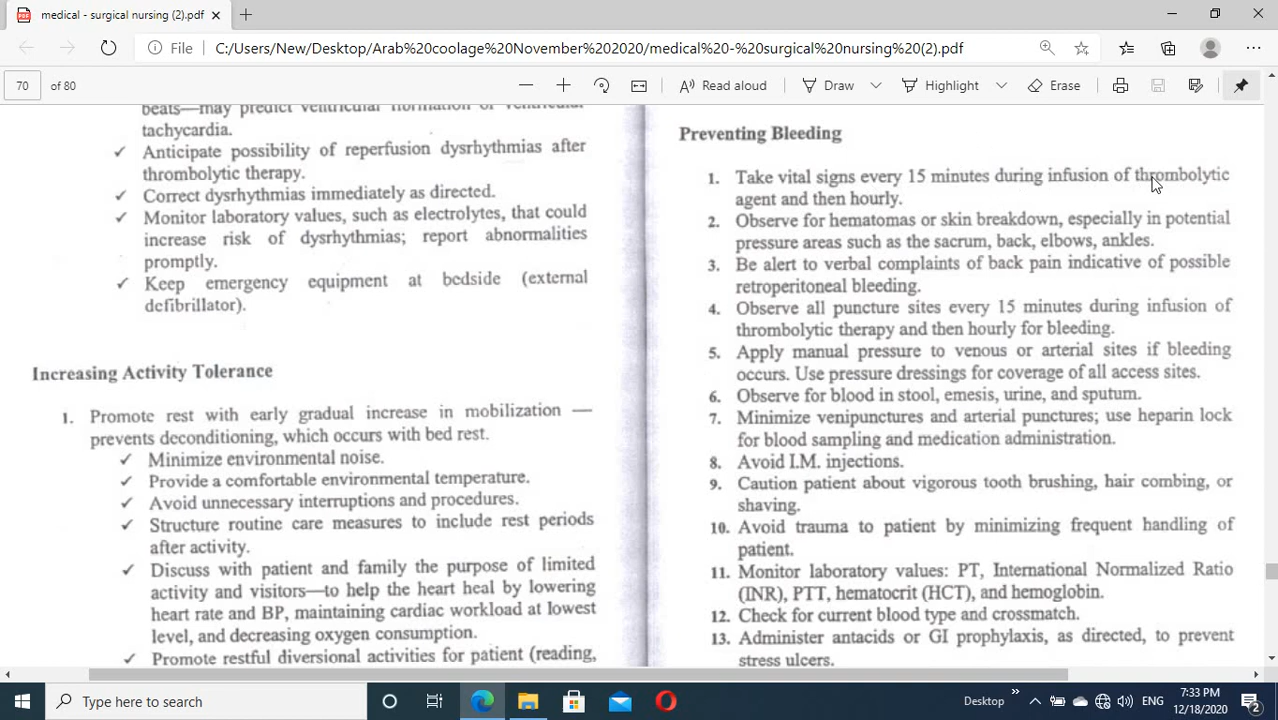 medical - surgical nursing (2).pdf
File
C:/Users/New/Desktop/Arab%20coolage%20November%202020/medical%20-%20surgical%20nursing%20(2).pdf
70 of 80
Read aloud
Draw
Highlight
Erase
beats—may predict ventricular
tachycardia.
✓ Anticipate possibility of reperfusion dysrhythmias after
thrombolytic therapy.
✓ Correct dysrhythmias immediately as directed.
✓ Monitor laboratory values, such as electrolytes, that could
increase risk of dysrhythmias; report abnormalities
promptly.
✓ Keep emergency equipment at bedside (external
defibrillator).
Increasing Activity Tolerance
1. Promote rest with early gradual increase in mobilization —
prevents deconditioning, which occurs with bed rest.
✓ Minimize environmental noise.
✓ Provide a comfortable environmental temperature.
✓ Avoid unnecessary interruptions and procedures.
✓ Structure routine care measures to include rest periods
after activity.
✓ Discuss with patient and family the purpose of limited
activity and visitors—to help the heart heal by lowering
heart rate and BP, maintaining cardiac workload at lowest
level, and decreasing oxygen consumption.
✓ Promote restful diversional activities for patient (reading,
Preventing Bleeding
1. Take vital signs every 15 minutes during infusion of thrombolytic
agent and then hourly.
2. Observe for hematomas or skin breakdown, especially in potential
pressure areas such as the sacrum, back, elbows, ankles.
3. Be alert to verbal complaints of back pain indicative of possible
retroperitoneal bleeding.
4. Observe all puncture sites every 15 minutes during infusion of
thrombolytic therapy and then hourly for bleeding.
5. Apply manual pressure to venous or arterial sites if bleeding
occurs. Use pressure dressings for coverage of all access sites.
6. Observe for blood in stool, emesis, urine, and sputum.
7. Minimize venipunctures and arterial punctures; use heparin lock
for blood sampling and medication administration.
8. Avoid I.M. injections.
9. Caution patient about vigorous tooth brushing, hair combing, or
shaving.
10. Avoid trauma to patient by minimizing frequent handling of
patient.
11. Monitor laboratory values: PT, International Normalized Ratio
(INR), PTT, hematocrit (HCT), and hemoglobin.
12. Check for current blood type and crossmatch.
13. Administer antacids or GI prophylaxis, as directed, to prevent
stress ulcers.
Type here to search
Desktop
ENG
7:33 PM
12/18/2020
2